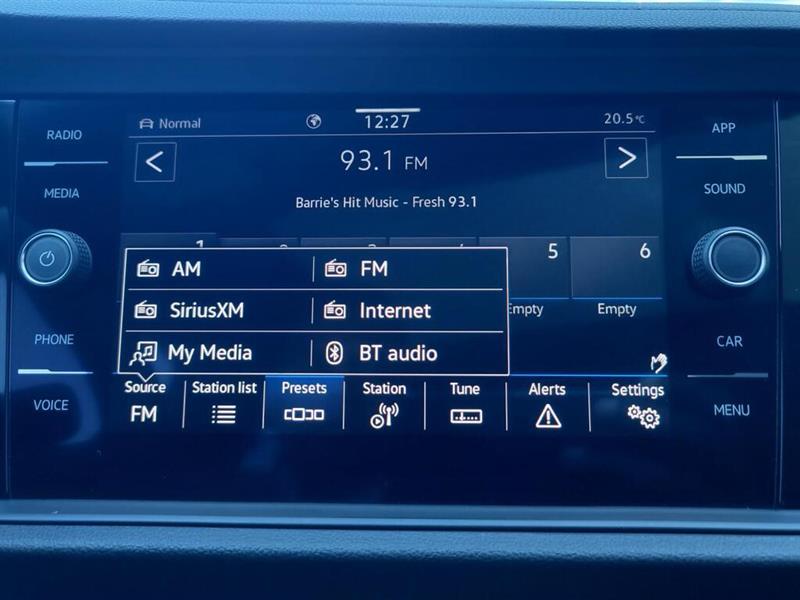 RADIO
MEDIA
PHONE
VOICE
Normal
12:27
20.5°C
93.1 FM
Barrie's Hit Music - Fresh 93.1
5 6
Empty
AM FM
SiriusXM Internet
My Media BT audio
Source Station list Presets Station Tune Alerts Settings
FM
APP
SOUND
CAR
MENU